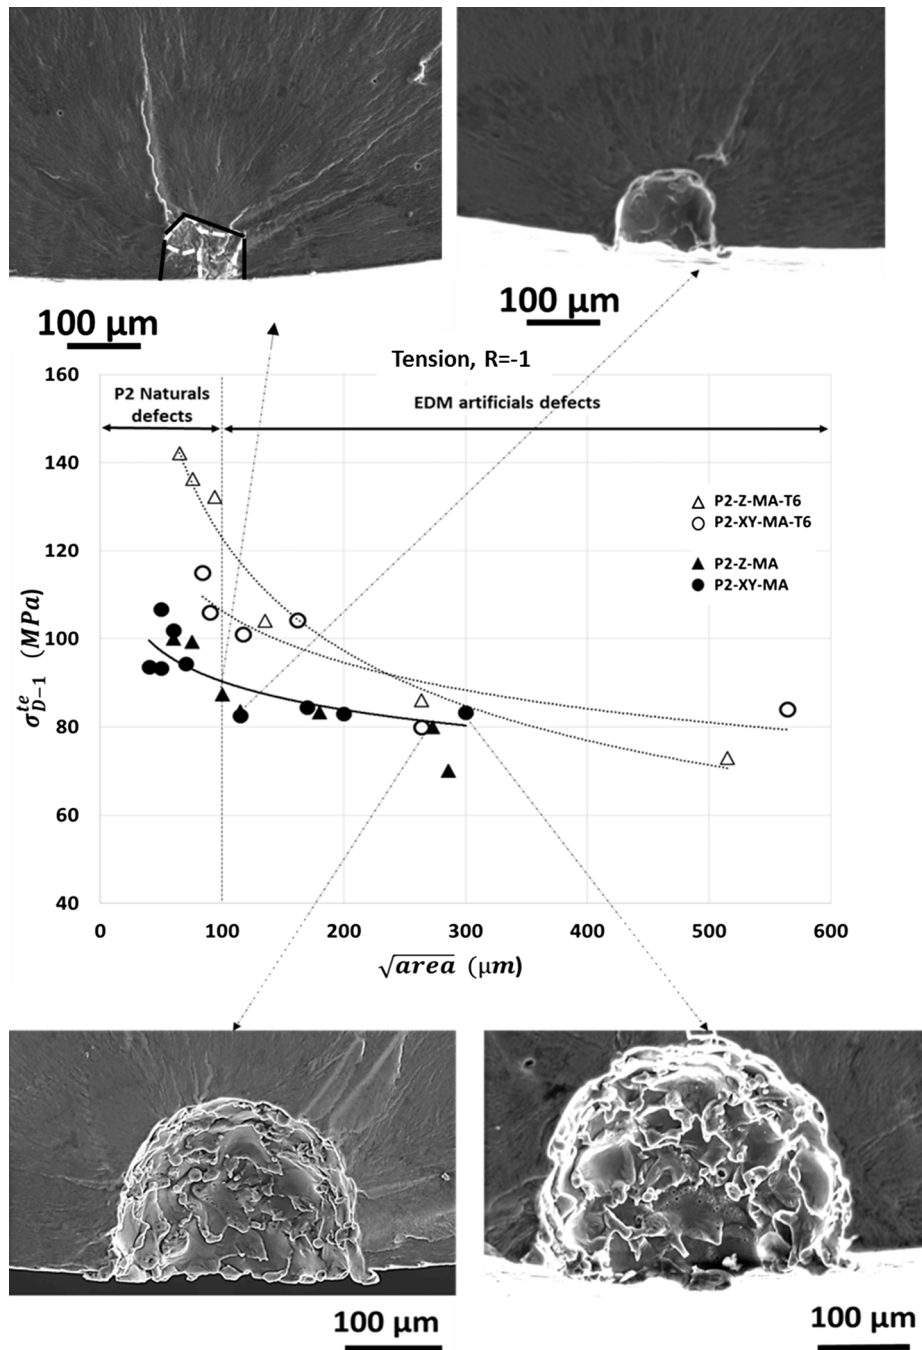 100 µm
100 µm
Tension, R=-1
160
P2 Naturals
defects
EDM artificials defects
140
P2-Z-MA-T6
P2-XY-MA-T6
120
P2-Z-MA
P2-XY-MA
100
80
60
40
σ^{te}_{D-1} (MPa)
0
100
200
300
400
500
600
√area (µm)
100 µm
100 µm